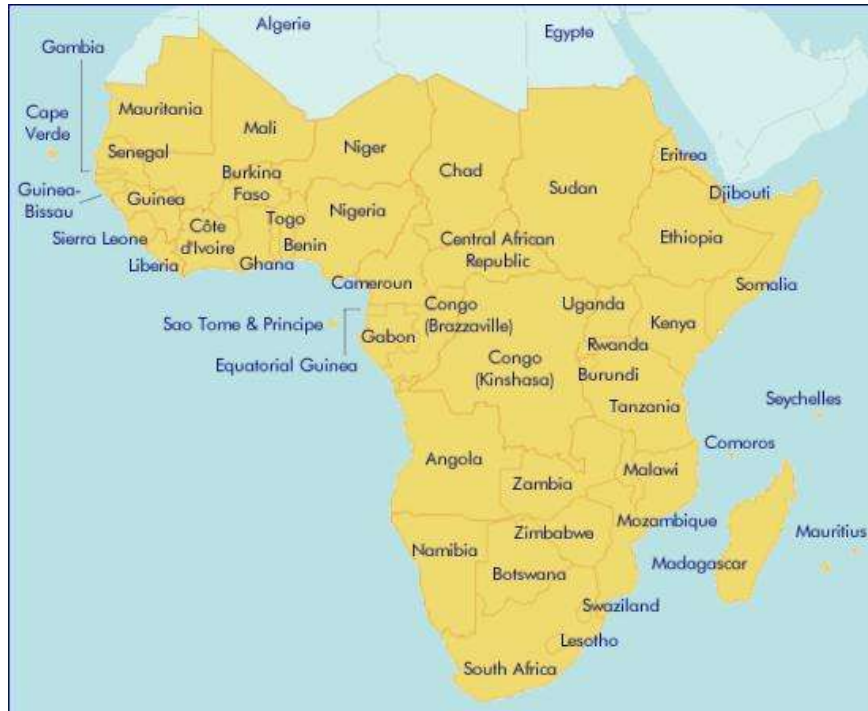 Algerie
Egypte
Gambia
Cape
Verde
Mauritania
Mali
Niger
Chad
Sudan
Eritrea
Senegal
Burkina
Faso
Djibouti
Guinea-
Bissau
Guinea
Côte
d'Ivoire
Togo
Nigeria
Benin
Ethiopia
Sierra Leone
Central African
Republic
Liberia
Ghana
Cameroun
Somalia
Sao Tome & Principe
Congo
(Brazzaville)
Uganda
Kenya
Gabon
Rwanda
Equatorial Guinea
Congo
(Kinshasa)
Burundi
Tanzania
Seychelles
Comoros
Angola
Malawi
Zambia
Mozambique
Mauritius
Zimbabwe
Namibia
Madagascar
Botswana
Swaziland
Lesotho
South Africa